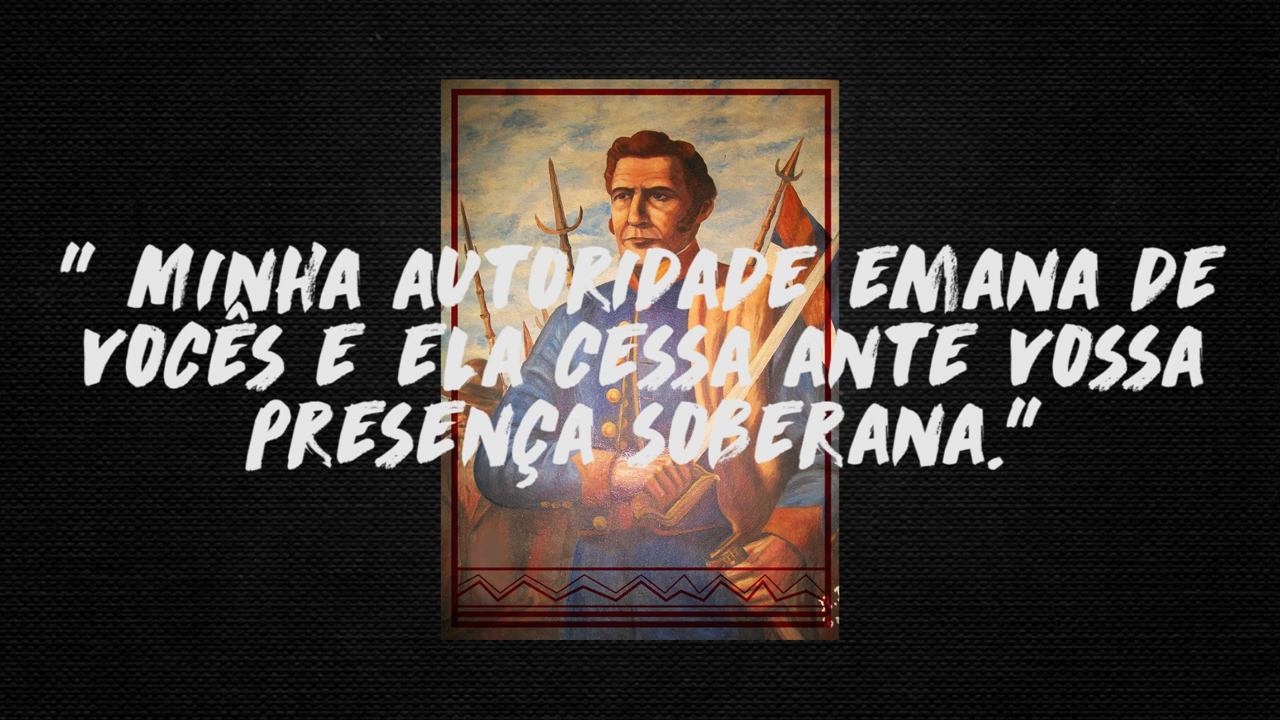 " MINHA AUTORIDADE EMANA DE
VOCÊS E ELA CESSA ANTE VOSSA
PRESENÇA SOBERANA."